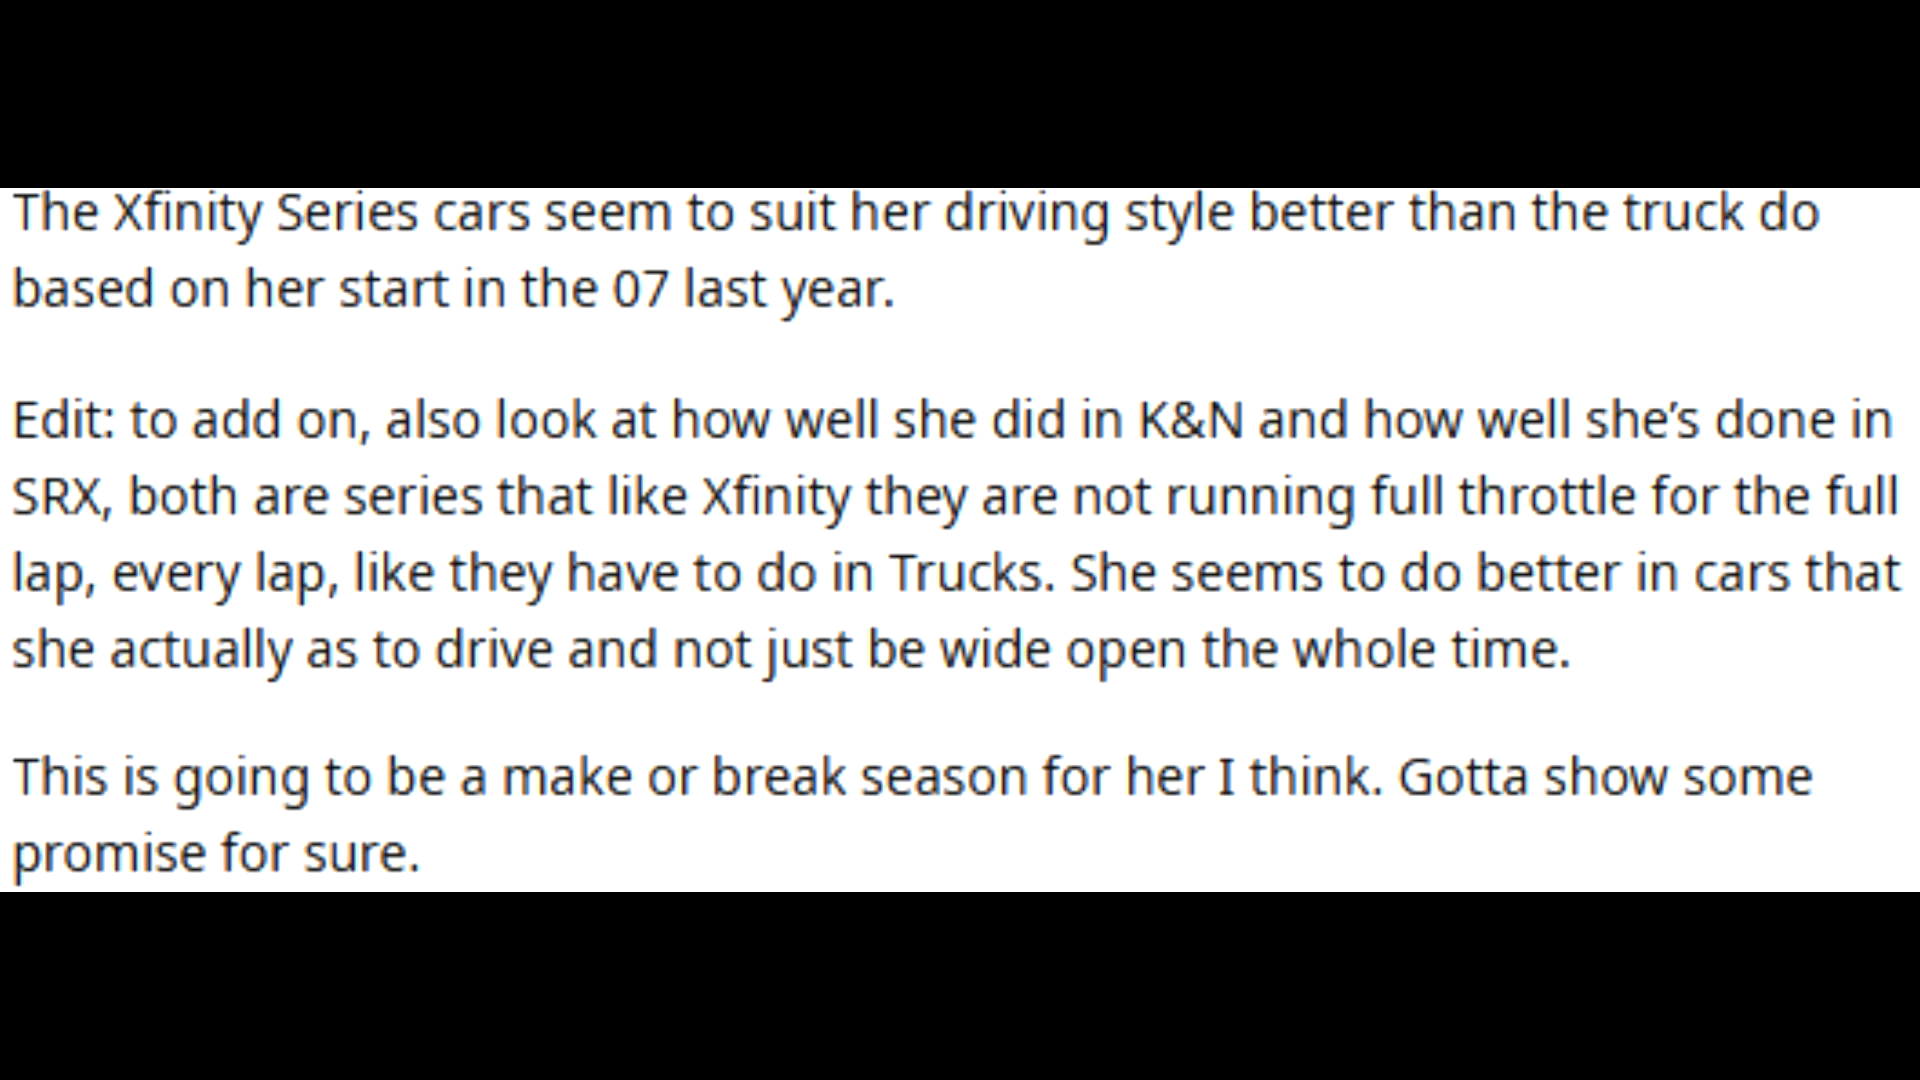 The Xfinity Series cars seem to suit her driving style better than the truck do
based on her start in the 07 last year.
Edit: to add on, also look at how well she did in K&N and how well she’s done in
SRX, both are series that like Xfinity they are not running full throttle for the full
lap, every lap, like they have to do in Trucks. She seems to do better in cars that
she actually as to drive and not just be wide open the whole time.
This is going to be a make or break season for her I think. Gotta show some
promise for sure.